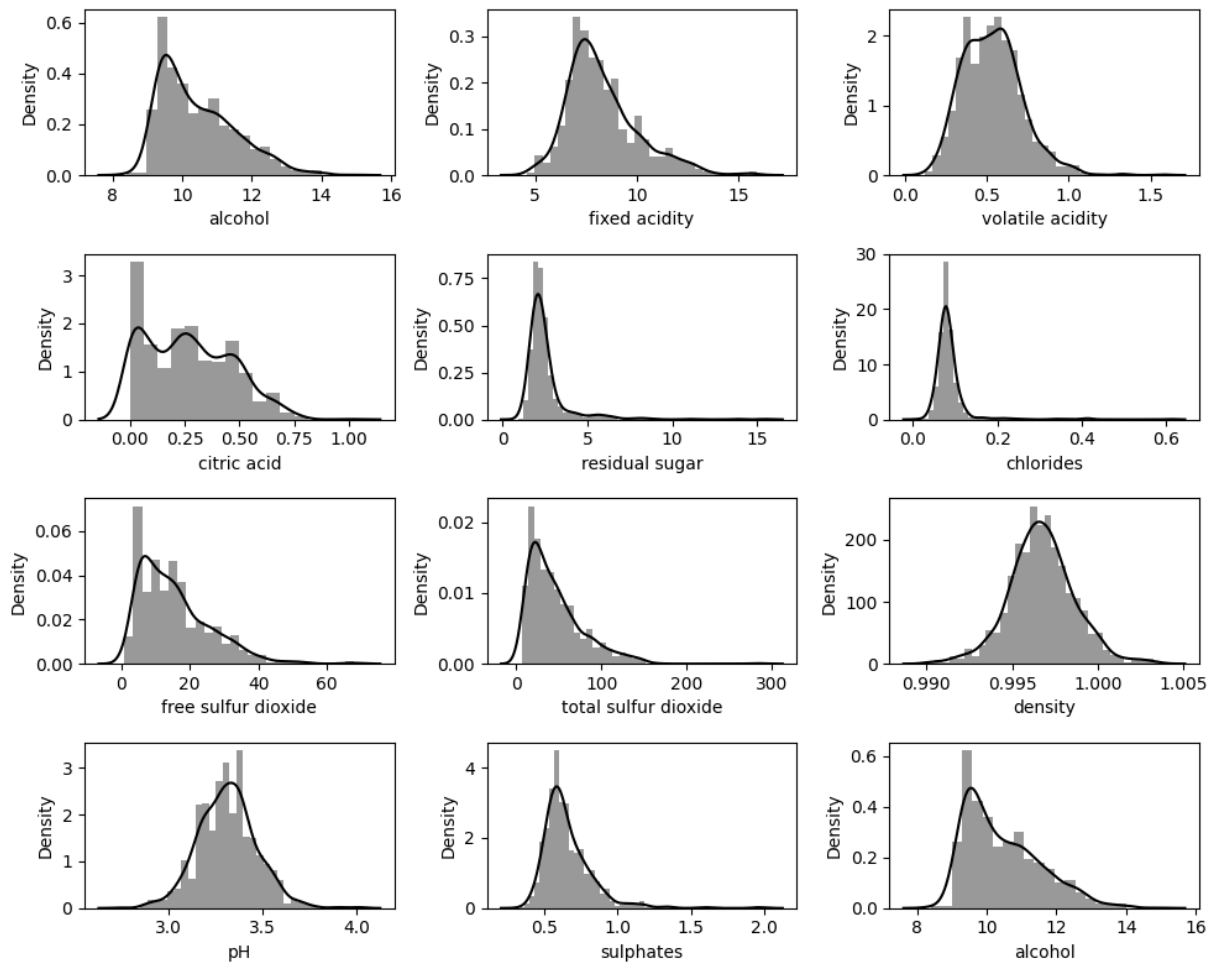 Density
0.6
0.4
0.2
0.0
8 10 12 14 16
alcohol
Density
0.3
0.2
0.1
0.0
5 10 15
fixed acidity
Density
2
1
0
0.0 0.5 1.0 1.5
volatile acidity
Density
3
2
1
0
0.00 0.25 0.50 0.75 1.00
citric acid
Density
0.75
0.50
0.25
0.00
0 5 10 15
residual sugar
Density
30
20
10
0
0.0 0.2 0.4 0.6
chlorides
Density
0.06
0.04
0.02
0.00
0 20 40 60
free sulfur dioxide
Density
0.02
0.01
0.00
0 100 200 300
total sulfur dioxide
Density
200
100
0
0.990 0.995 1.000 1.005
density
Density
3
2
1
0
3.0 3.5 4.0
pH
Density
4
2
0
0.5 1.0 1.5 2.0
sulphates
Density
0.6
0.4
0.2
0.0
8 10 12 14 16
alcohol